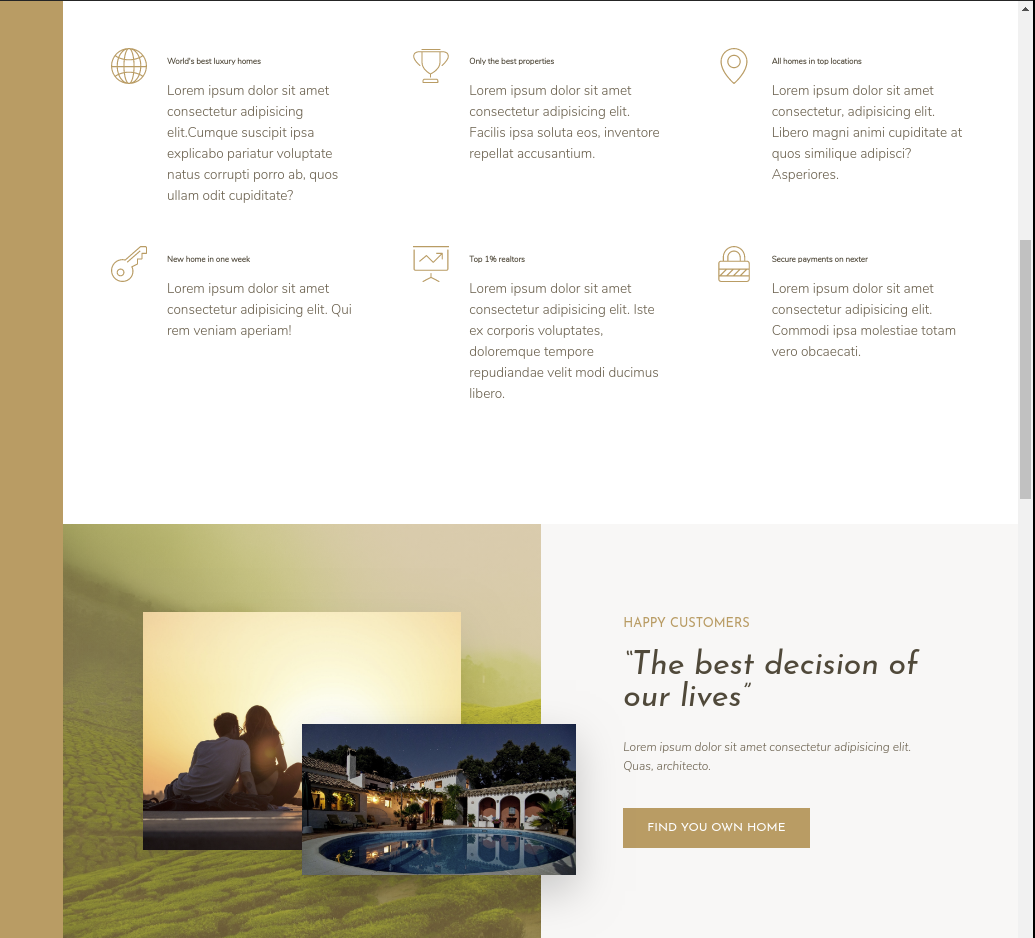 World's best luxury homes
Lorem ipsum dolor sit amet
consectetur adipisicing
elit.Cumque suscipit ipsa
explicabo pariatur voluptate
natus corrupti porro ab, quos
ullam odit cupiditate?
Only the best properties
Lorem ipsum dolor sit amet
consectetur adipisicing elit.
Facilis ipsa soluta eos, inventore
repellat accusantium.
All homes in top locations
Lorem ipsum dolor sit amet
consectetur, adipisicing elit.
Libero magni animi cupiditate at
quos similique adipisci?
Asperiores.
New home in one week
Lorem ipsum dolor sit amet
consectetur adipisicing elit. Qui
rem veniam aperiam!
Top 1% realtors
Lorem ipsum dolor sit amet
consectetur adipisicing elit. Iste
ex corporis voluptates,
doloremque tempore
repudiandae velit modi ducimus
libero.
Secure payments on nexter
Lorem ipsum dolor sit amet
consectetur adipisicing elit.
Commodi ipsa molestiae totam
vero obcaecati.
HAPPY CUSTOMERS
“The best decision of
our lives”
Lorem ipsum dolor sit amet consectetur adipisicing elit.
Quas, architecto.
FIND YOU OWN HOME